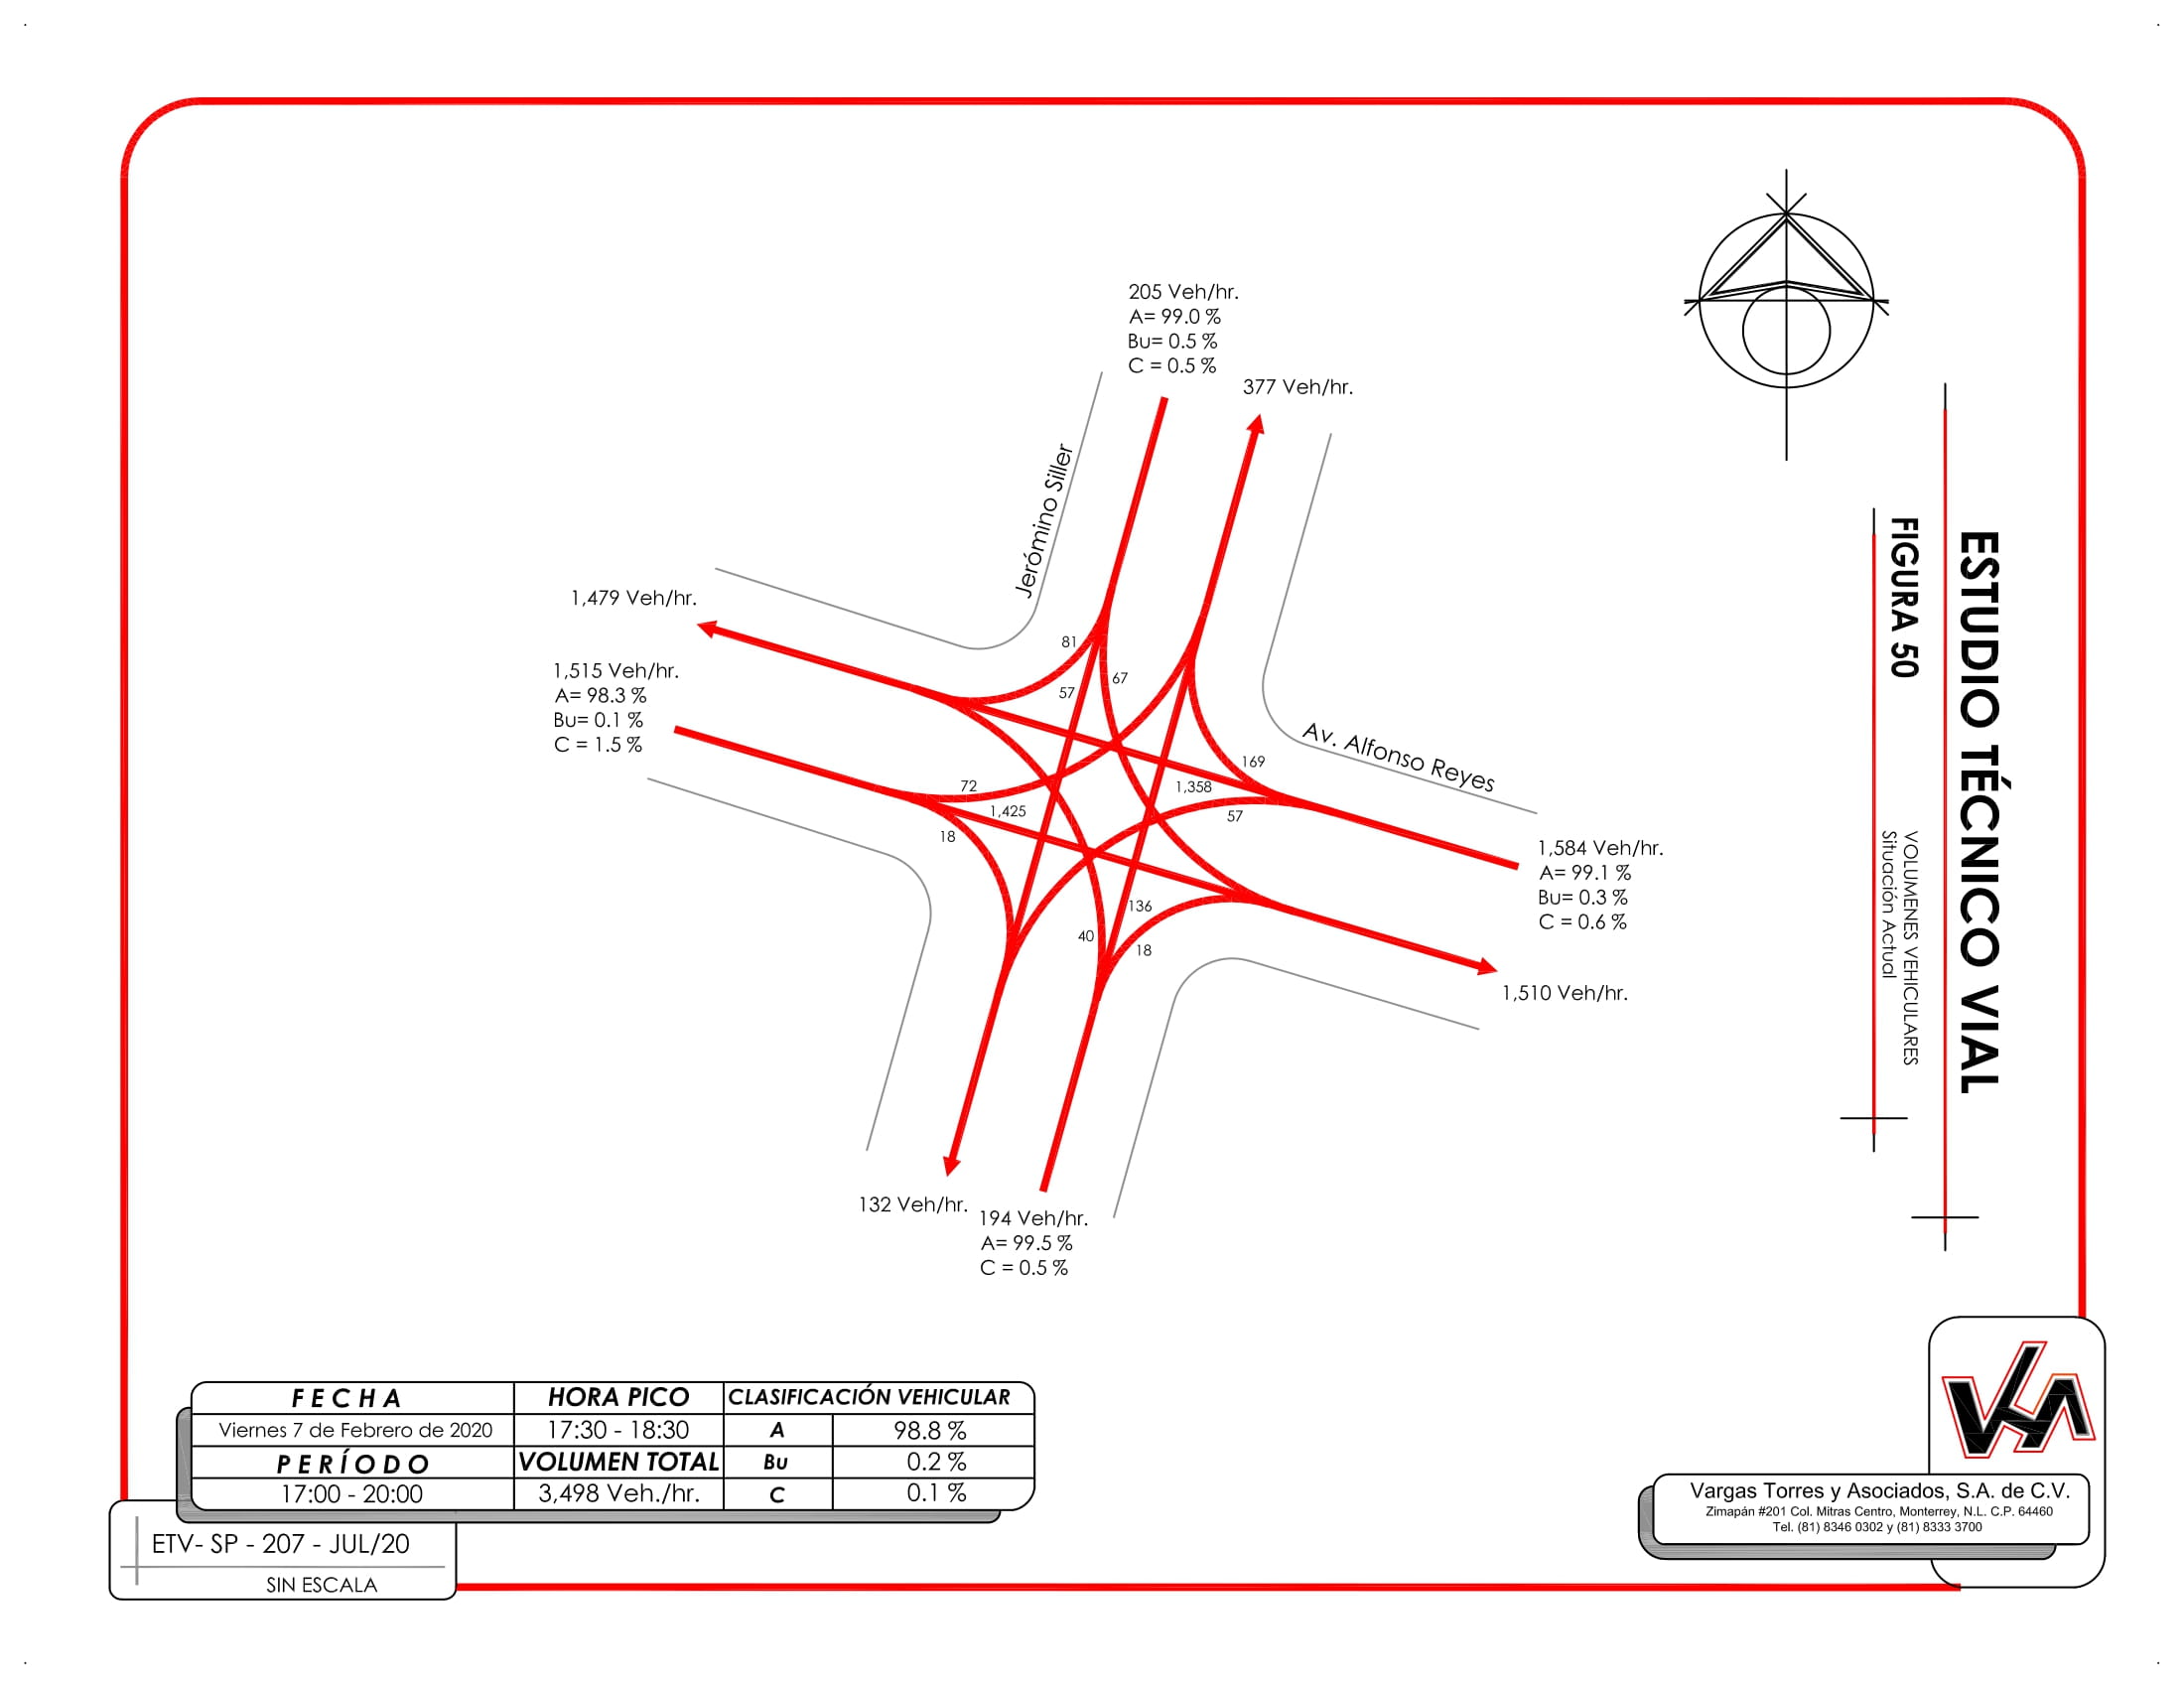 205 Veh/hr.
A= 99.0 %
Bu= 0.5 %
C = 0.5 %
377 Veh/hr.
Jerómino Siller
1,479 Veh/hr.
1,515 Veh/hr.
A= 98.3 %
Bu= 0.1 %
C = 1.5 %
81
57
67
169
1,358
57
72
1,425
18
Av. Alfonso Reyes
1,584 Veh/hr.
A= 99.1 %
Bu= 0.3 %
C = 0.6 %
136
40
18
1,510 Veh/hr.
132 Veh/hr.
194 Veh/hr.
A= 99.5 %
C = 0.5 %
ESTUDIO TÉCNICO VIAL
FIGURA 50
VOLUMENES VEHICULARES
Situación Actual
FECHA
HORA PICO
CLASIFICACIÓN VEHICULAR
Viernes 7 de Febrero de 2020
17:30 - 18:30
A
98.8 %
PERÍODO
VOLUMEN TOTAL
Bu
0.2 %
17:00 - 20:00
3,498 Veh./hr.
C
0.1 %
ETV- SP - 207 - JUL/20
SIN ESCALA
VTA
Vargas Torres y Asociados, S.A. de C.V.
Zimapán #201 Col. Mitras Centro, Monterrey, N.L. C.P. 64460
Tel. (81) 8346 0302 y (81) 8333 3700